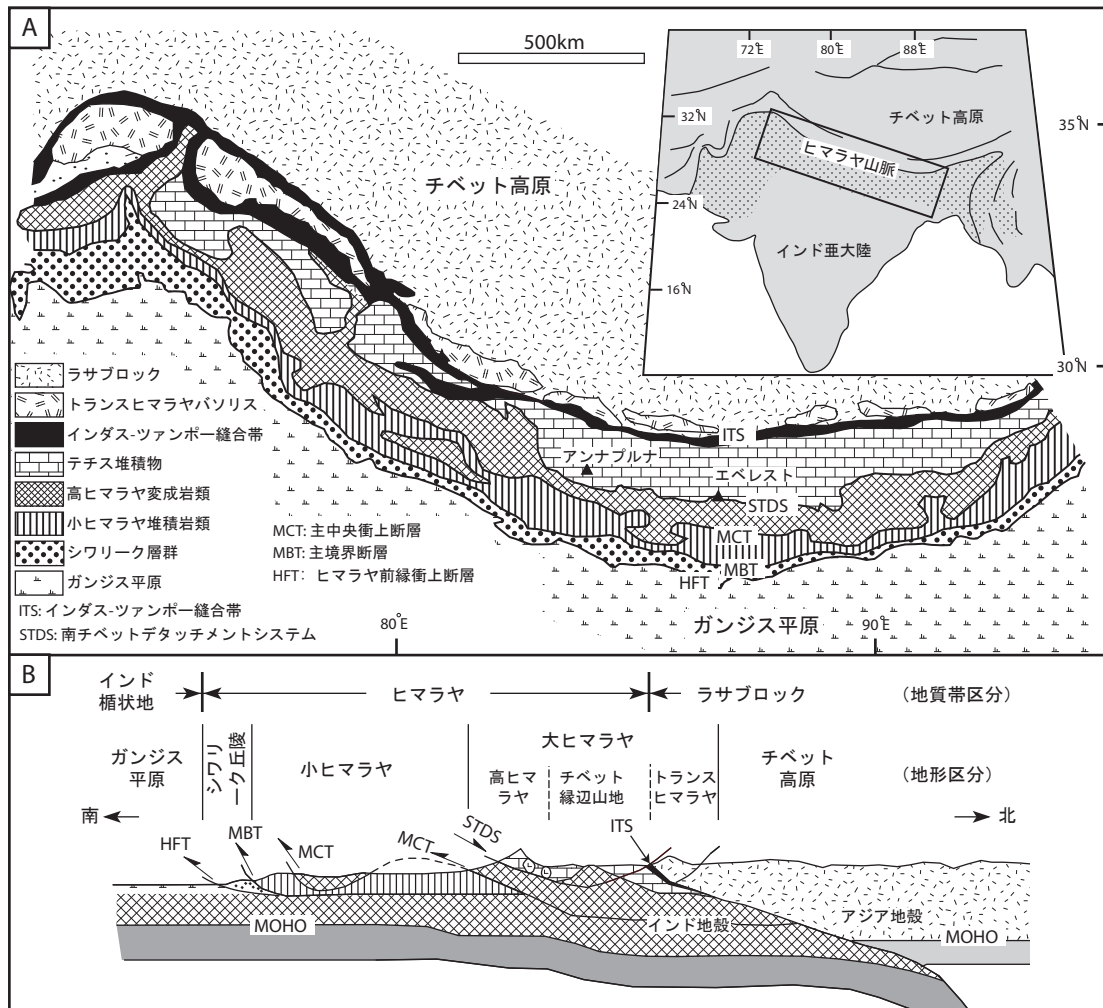 A
500km
72°E
80°E
88°E
32°N
チベット高原
35°N
ヒマラヤ山脈
チベット高原
24°N
インド亜大陸
16°N
30°N
ラサブロック
トランスヒマラヤバソリス
インダス-ツァンポー縫合帯
テチス堆積物
高ヒマラヤ変成岩類
小ヒマラヤ堆積岩類
シワリーク層群
ガンジス平原
ITS: インダス-ツァンポー縫合帯
STDS: 南チベットデタッチメントシステム
MCT: 主中央衝上断層
MBT: 主境界断層
HFT: ヒマラヤ前縁衝上断層
ITS
アンナプルナ
エベレスト
STDS
MCT
MBT
HFT
80°E
ガンジス平原
90°E
B
インド
楯状地
ヒマラヤ
ラサブロック
（地質帯区分）
ガンジス
平原
シワリ
ーク丘陵
小ヒマラヤ
大ヒマラヤ
高ヒマ
ラヤ
チベット
縁辺山地
トランス
ヒマラヤ
チベット
高原
（地形区分）
南
北
HFT
MBT
MCT
MCT
STDS
ITS
MOHO
インド地殻
アジア地殻
MOHO